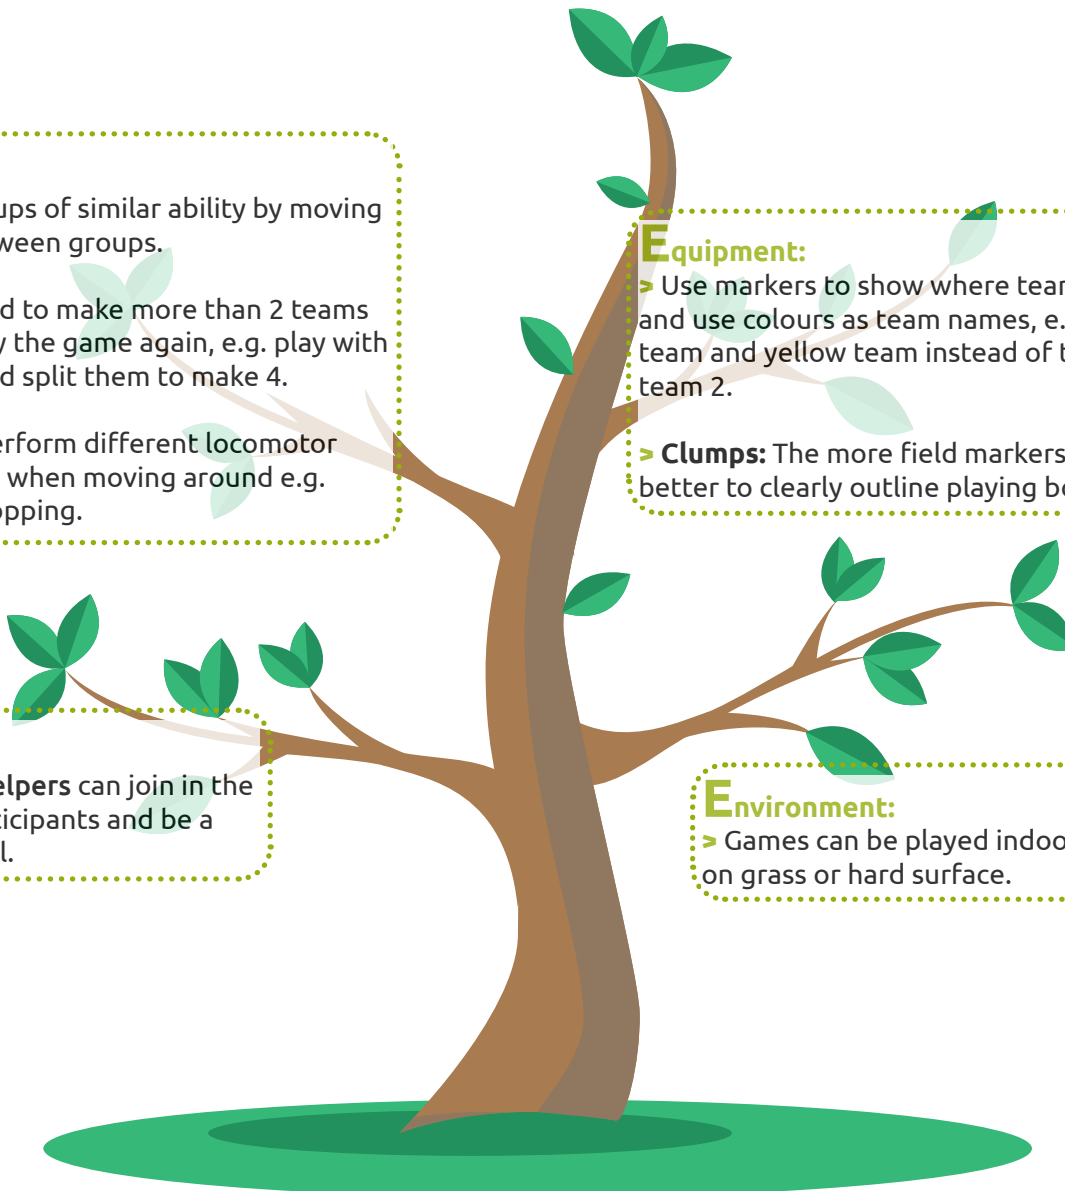 ups of similar ability by moving
ween groups.
d to make more than 2 teams
y the game again, e.g. play with
d split them to make 4.
erform different locomotor
when moving around e.g.
opping.
Equipment:
> Use markers to show where tear
and use colours as team names, e.
team and yellow team instead of t
team 2.
> Clumps: The more field markers
better to clearly outline playing bo
elpers can join in the
ticipants and be a
l.
Environment:
> Games can be played indoo
on grass or hard surface.